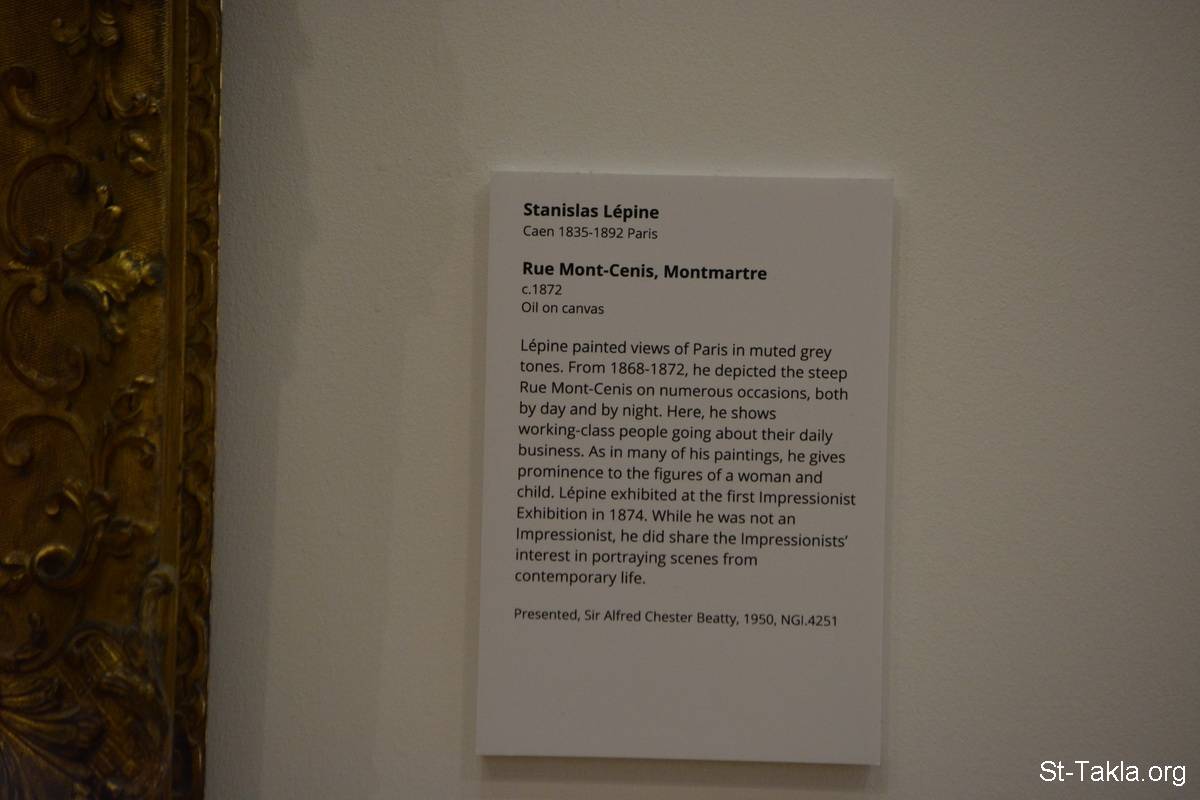 Stanislas Lépine
Caen 1835-1892 Paris
Rue Mont-Cenis, Montmartre
c.1872
Oil on canvas
Lépine painted views of Paris in muted grey
tones. From 1868-1872, he depicted the steep
Rue Mont-Cenis on numerous occasions, both
by day and by night. Here, he shows
working-class people going about their daily
business. As in many of his paintings, he gives
prominence to the figures of a woman and
child. Lépine exhibited at the first Impressionist
Exhibition in 1874. While he was not an
Impressionist, he did share the Impressionists’
interest in portraying scenes from
contemporary life.
Presented, Sir Alfred Chester Beatty, 1950, NGI.4251
St-Takla.org